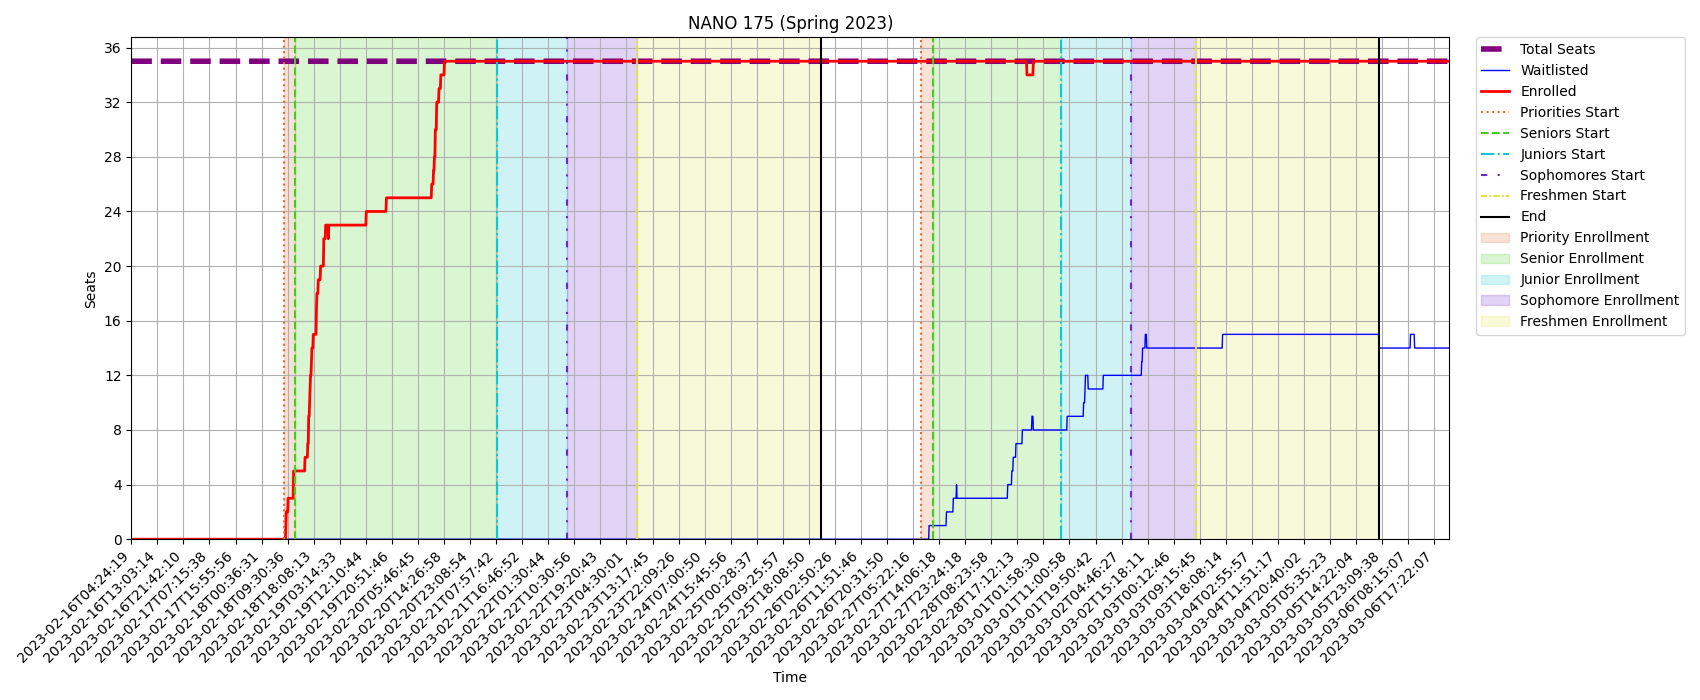 NANO 175 (Spring 2023)
36
32
28
24
20
16
12
8
4
0
Seats
2023-02-16T04:24:19
2023-02-16T13:03:14
2023-02-16T21:42:10
2023-02-17T07:15:38
2023-02-17T15:55:56
2023-02-18T00:36:31
2023-02-18T09:30:36
2023-02-18T18:08:13
2023-02-19T03:14:33
2023-02-19T12:10:44
2023-02-19T20:51:46
2023-02-20T05:46:45
2023-02-20T14:26:58
2023-02-20T23:08:54
2023-02-21T07:57:42
2023-02-21T16:46:52
2023-02-22T01:30:44
2023-02-22T10:30:56
2023-02-22T19:20:43
2023-02-23T04:30:01
2023-02-23T13:17:45
2023-02-23T22:09:26
2023-02-24T07:00:50
2023-02-24T15:45:56
2023-02-25T00:28:37
2023-02-25T09:25:57
2023-02-25T18:08:50
2023-02-26T02:50:26
2023-02-26T11:51:46
2023-02-26T20:31:50
2023-02-27T05:22:16
2023-02-27T14:06:18
2023-02-27T23:24:18
2023-02-28T08:23:58
2023-02-28T17:12:13
2023-03-01T01:58:30
2023-03-01T11:00:58
2023-03-01T19:50:42
2023-03-02T04:46:27
2023-03-02T15:18:11
2023-03-03T00:12:46
2023-03-03T09:15:45
2023-03-03T18:08:14
2023-03-04T02:55:57
2023-03-04T11:51:17
2023-03-04T20:40:02
2023-03-05T05:35:23
2023-03-05T14:22:04
2023-03-05T23:09:38
2023-03-06T08:15:07
2023-03-06T17:22:07
Time
Total Seats
Waitlisted
Enrolled
Priorities Start
Seniors Start
Juniors Start
Sophomores Start
Freshmen Start
End
Priority Enrollment
Senior Enrollment
Junior Enrollment
Sophomore Enrollment
Freshmen Enrollment